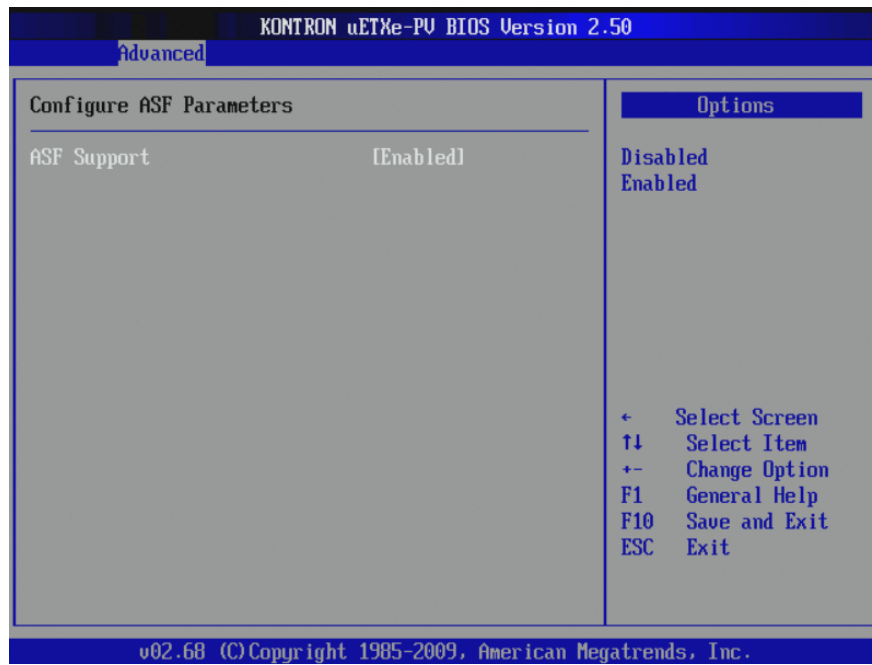 KONTRON uETXe-PV BIOS Version 2.50
Advanced
Configure ASF Parameters
ASF Support [Enabled]
Options
Disabled
Enabled
← Select Screen
↑↓ Select Item
+- Change Option
F1 General Help
F10 Save and Exit
ESC Exit
v02.68 (C)Copyright 1985-2009, American Megatrends, Inc.